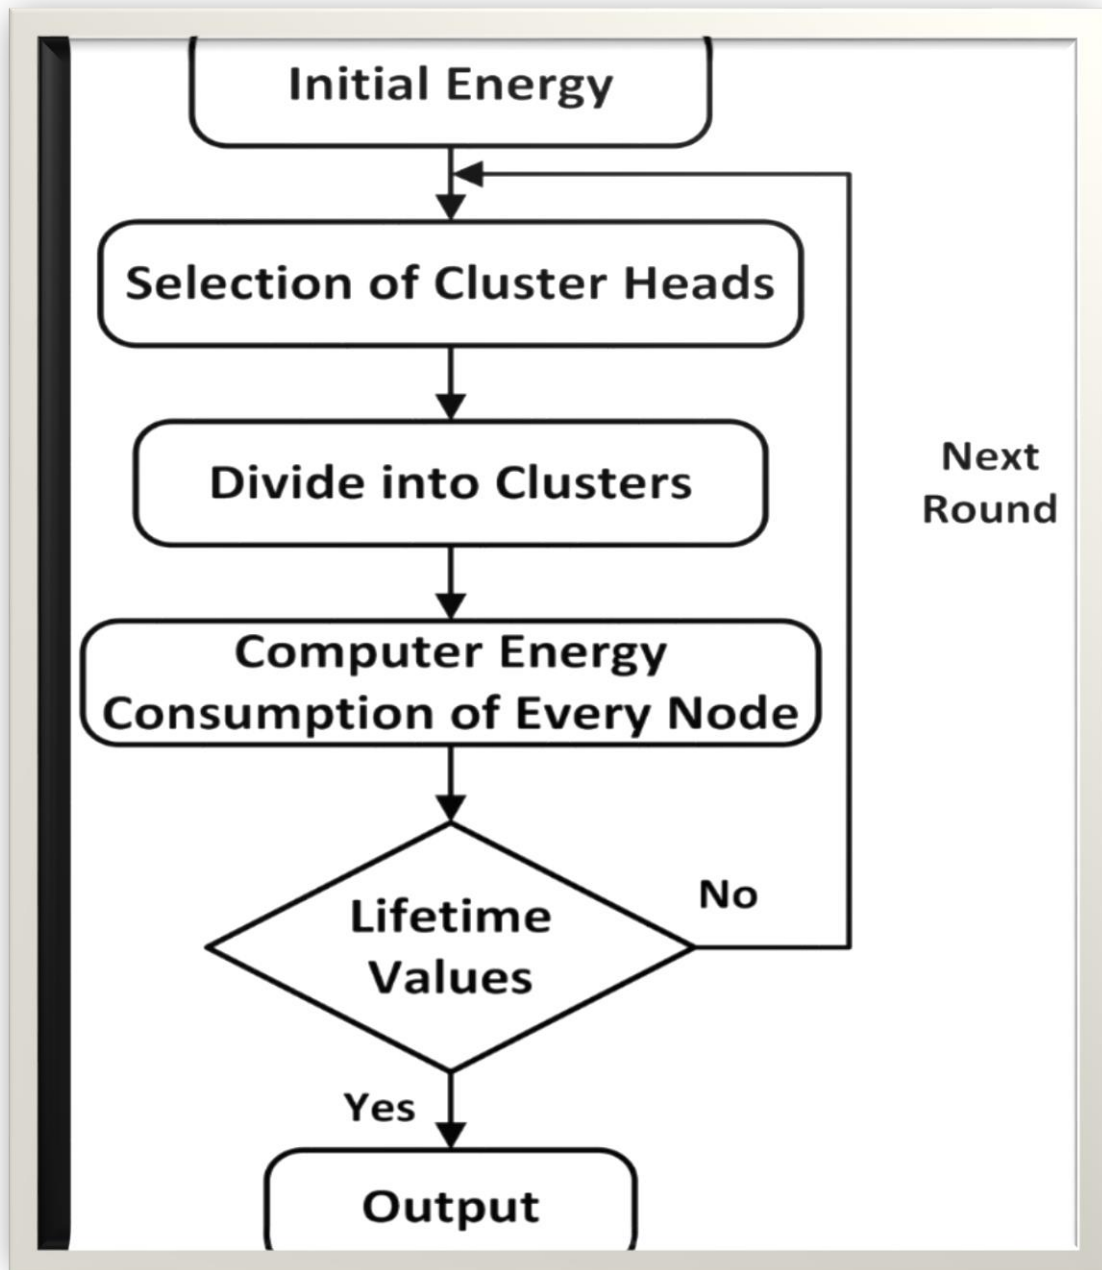 Initial Energy
Selection of Cluster Heads
Divide into Clusters
Next
Round
Computer Energy
Consumption of Every Node
Lifetime
Values
No
Yes
Output